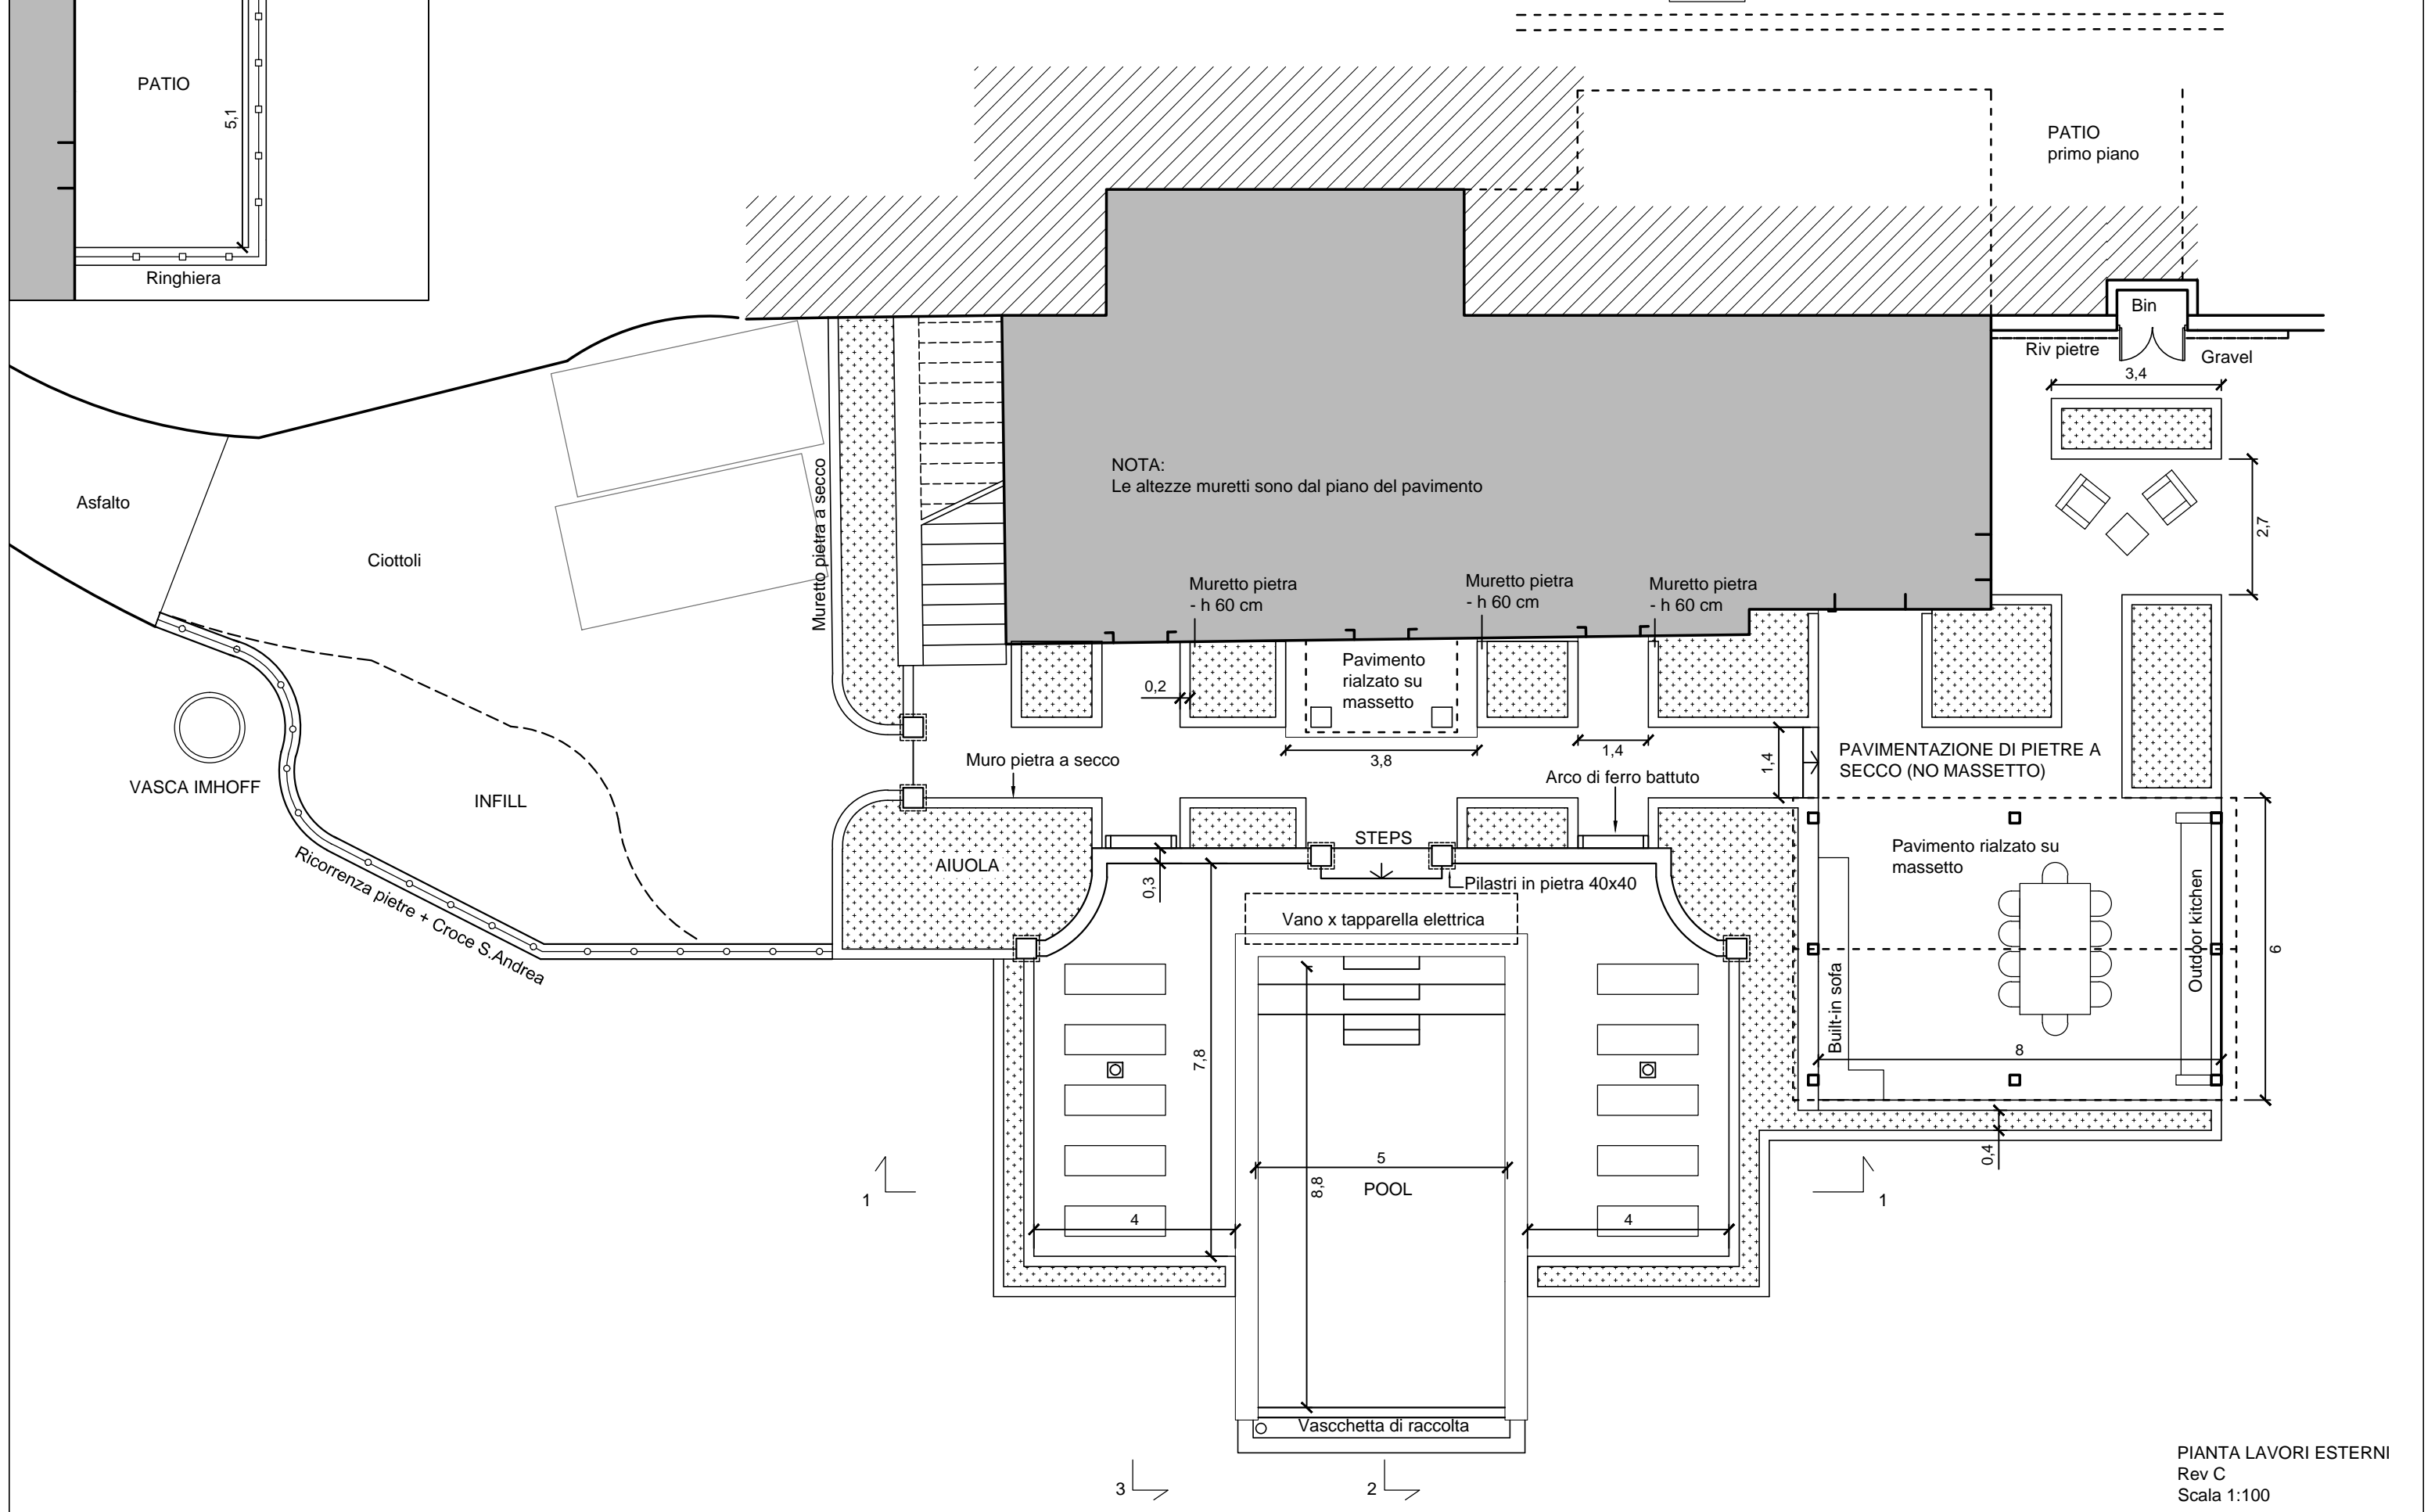 PATIO
5,1
Ringhiera
PATIO
primo piano
Bin
Riv pietre
Gravel
3,4
NOTA:
Le altezze muretti sono dal piano del pavimento
Asfalto
Ciottoli
Muretto pietra a secco
2,7
Muretto pietra
- h 60 cm
Muretto pietra
- h 60 cm
Muretto pietra
- h 60 cm
Pavimento
rialzato su
massetto
0,2
3,8
1,4
1,4
Muro pietra a secco
Arco di ferro battuto
PAVIMENTAZIONE DI PIETRE A
SECCO (NO MASSETTO)
VASCA IMHOFF
INFILL
Ricorrenza pietre + Croce S.Andrea
AIUOLA
STEPS
0,3
Pilastri in pietra 40x40
Vano x tapparella elettrica
Pavimento rialzato su
massetto
Outdoor kitchen
Built-in sofa
6
8
7,8
0,4
5
8,8
POOL
4
4
1
1
Vascchetta di raccolta
3
2
PIANTA LAVORI ESTERNI
Rev C
Scala 1:100